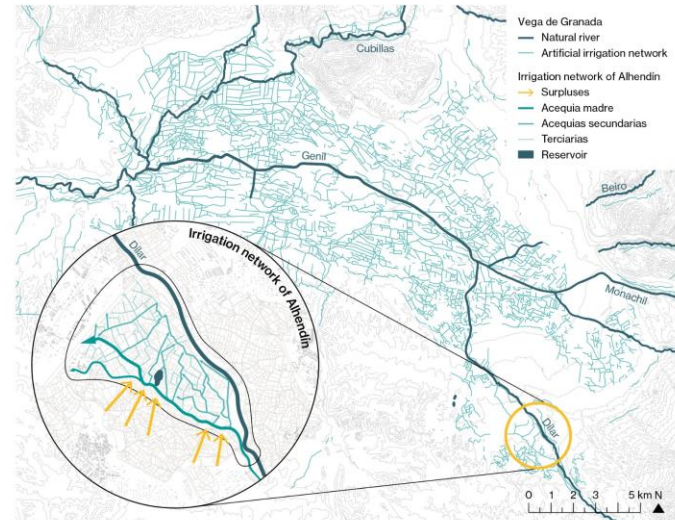 Vega de Granada
Natural river
Artificial irrigation network
Irrigation network of Alhendín
Surpluses
Acequia madre
Acequias secundarias
Terciarias
Reservoir
Cubillas
Genil
Beiro
Monachil
Dílar
Irrigation network of Alhendín
Dílar
0 1 2 3 5 km N